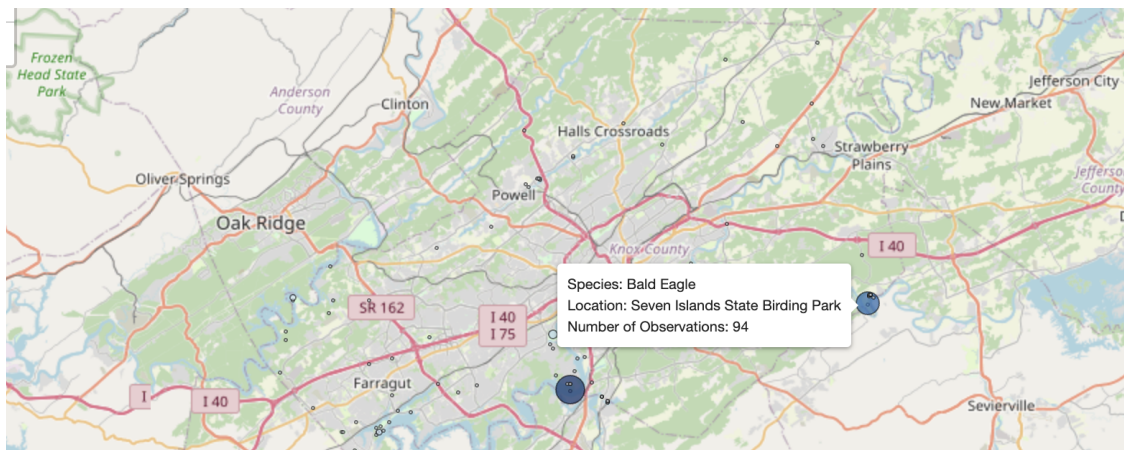 Frozen
Head State
Park
Anderson
County
Clinton
Jefferson City
New Market
Halls Crossroads
Strawberry
Plains
Oliver Springs
Powell
Jefferso
County
Oak Ridge
Knox County
I 40
Species: Bald Eagle
Location: Seven Islands State Birding Park
Number of Observations: 94
SR 162
I 40
I 75
Farragut
I
I 40
Sevierville